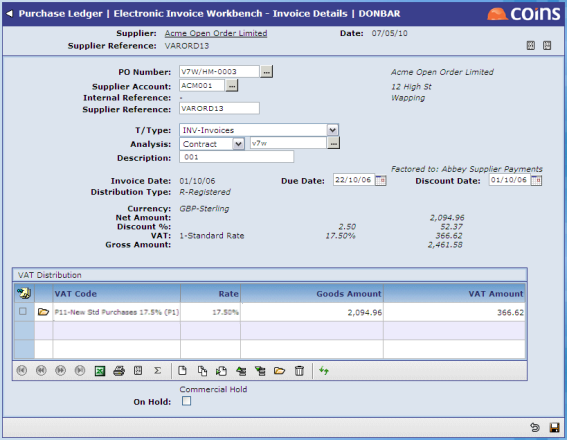 Purchase Ledger | Electronic Invoice Workbench - Invoice Details | DONBAR coins
Supplier: Acme Open Order Limited Date: 07/05/10
Supplier Reference: VARORD13
PO Number: V7W/HM-0003 ... Acme Open Order Limited
Supplier Account: ACM001 ... 12 High St
Internal Reference: - Wapping
Supplier Reference: VARORD13
T/Type: INV-Invoices
Analysis: Contract v7w ...
Description: 001
Factored to: Abbey Supplier Payments
Invoice Date: 01/10/06 Due Date: 22/10/06 Discount Date: 01/10/06
Distribution Type: R-Registered
Currency: GBP-Sterling
Net Amount: 2,094.96
Discount %: 2.50 52.37
VAT: 1-Standard Rate 17.50% 366.62
Gross Amount: 2,461.58
VAT Distribution
VAT Code Rate Goods Amount VAT Amount
P11-New Std Purchases 17.5% (P1) 17.50% 2,094.96 366.62
Σ
Commercial Hold
On Hold: